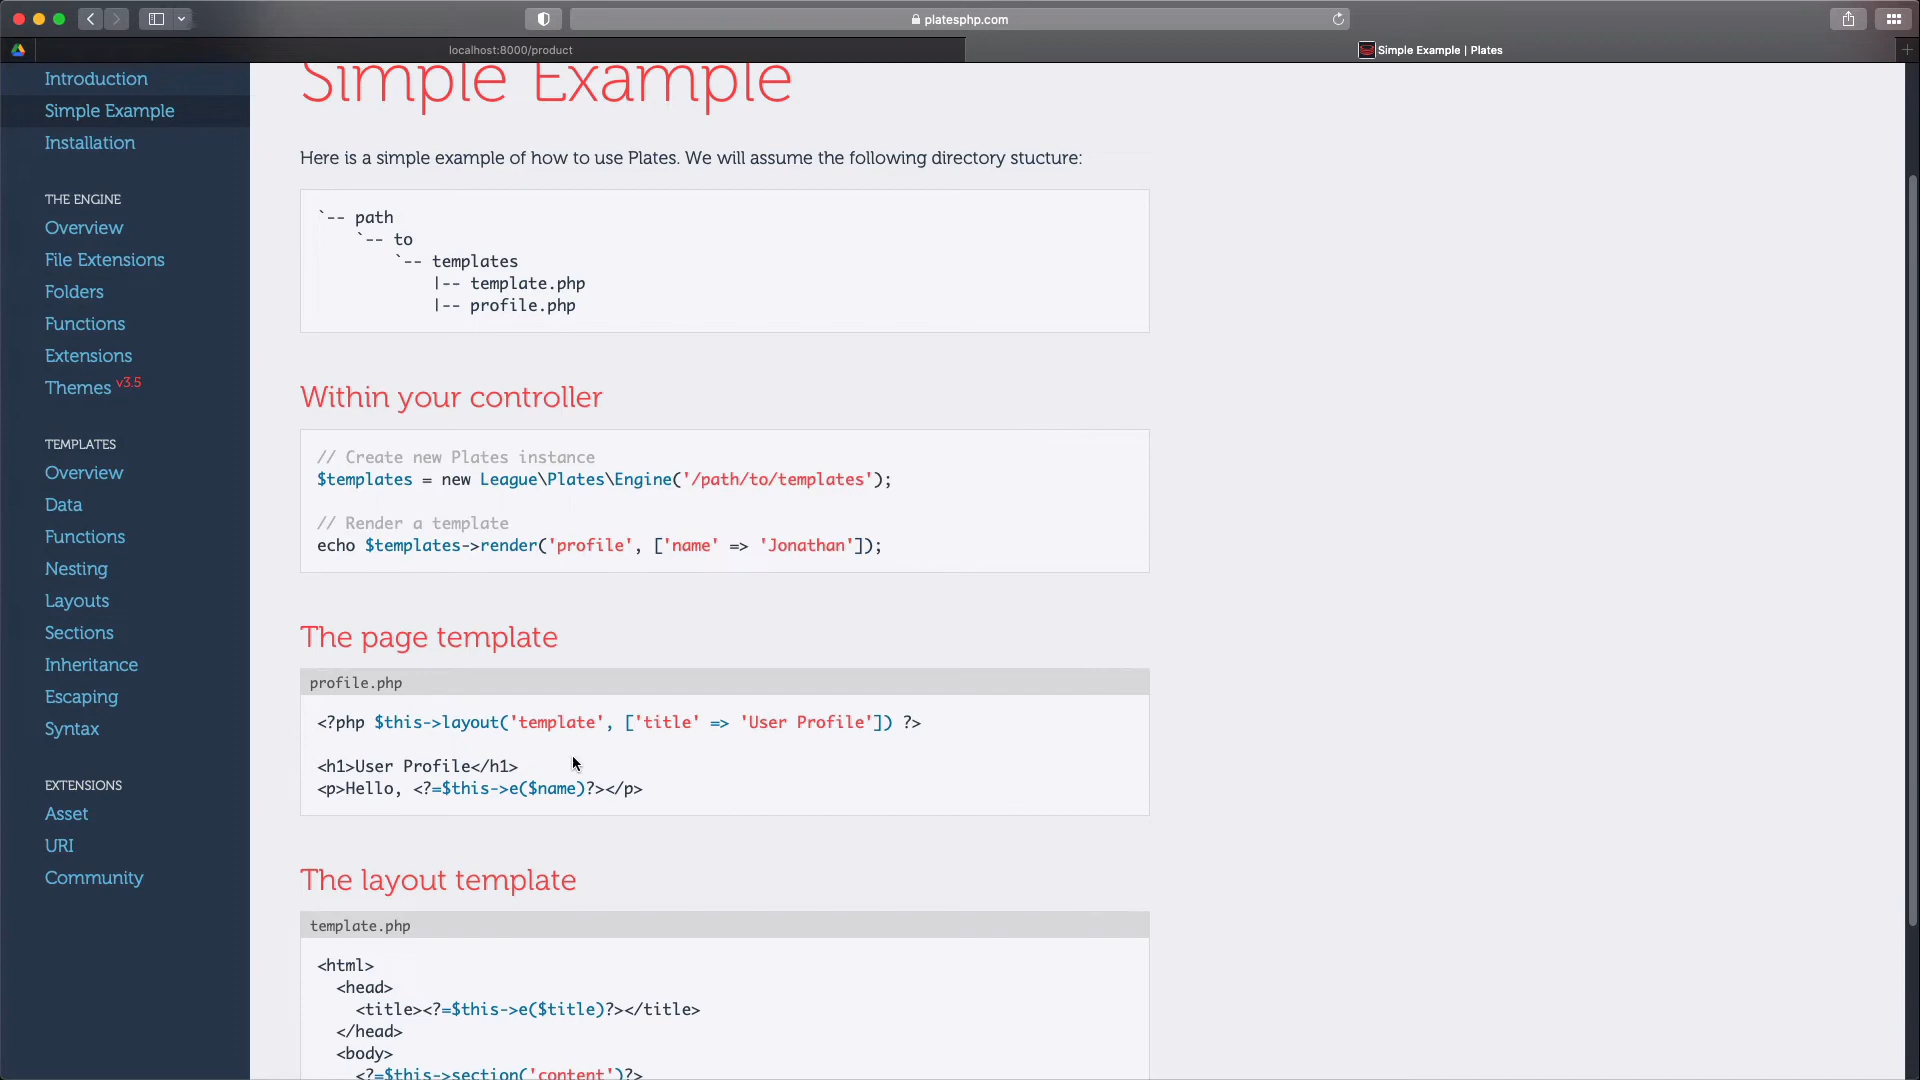 platesphp.com
localhost:8000/product
Simple Example | Plates
Introduction
Simple Example
Installation
THE ENGINE
Overview
File Extensions
Folders
Functions
Extensions
Themes v3.5
TEMPLATES
Overview
Data
Functions
Nesting
Layouts
Sections
Inheritance
Escaping
Syntax
EXTENSIONS
Asset
URI
Community
Simple Example
Here is a simple example of how to use Plates. We will assume the following directory stucture:
`-- path
    `-- to
        `-- templates
            |-- template.php
            |-- profile.php
Within your controller
// Create new Plates instance
$templates = new League\Plates\Engine('/path/to/templates');
// Render a template
echo $templates->render('profile', ['name' => 'Jonathan']);
The page template
profile.php
<?php $this->layout('template', ['title' => 'User Profile']) ?>
<h1>User Profile</h1>
<p>Hello, <?=$this->e($name)?></p>
The layout template
template.php
<html>
  <head>
    <title><?=$this->e($title)?></title>
  </head>
  <body>
    <?=$this->section('content')?>